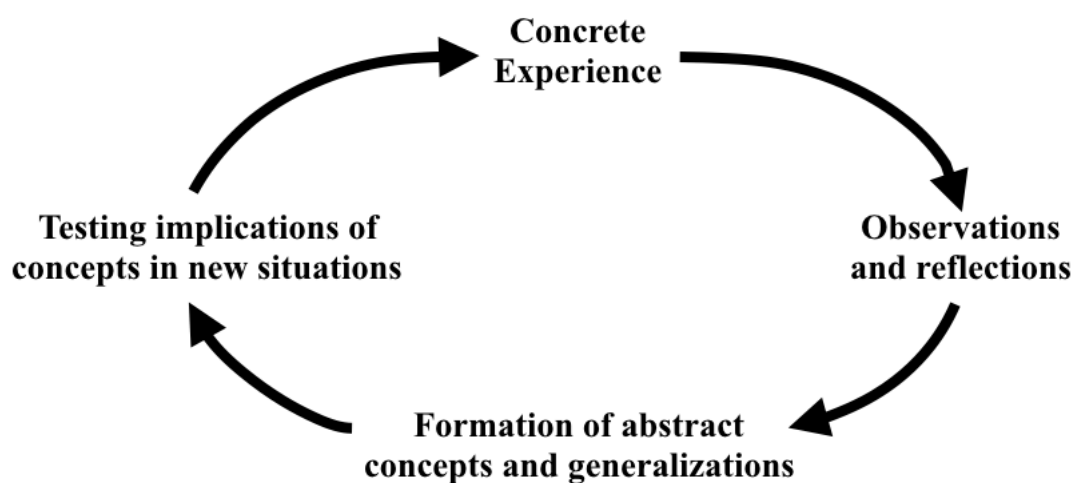 Concrete
Experience
Observations
and reflections
Formation of abstract
concepts and generalizations
Testing implications of
concepts in new situations